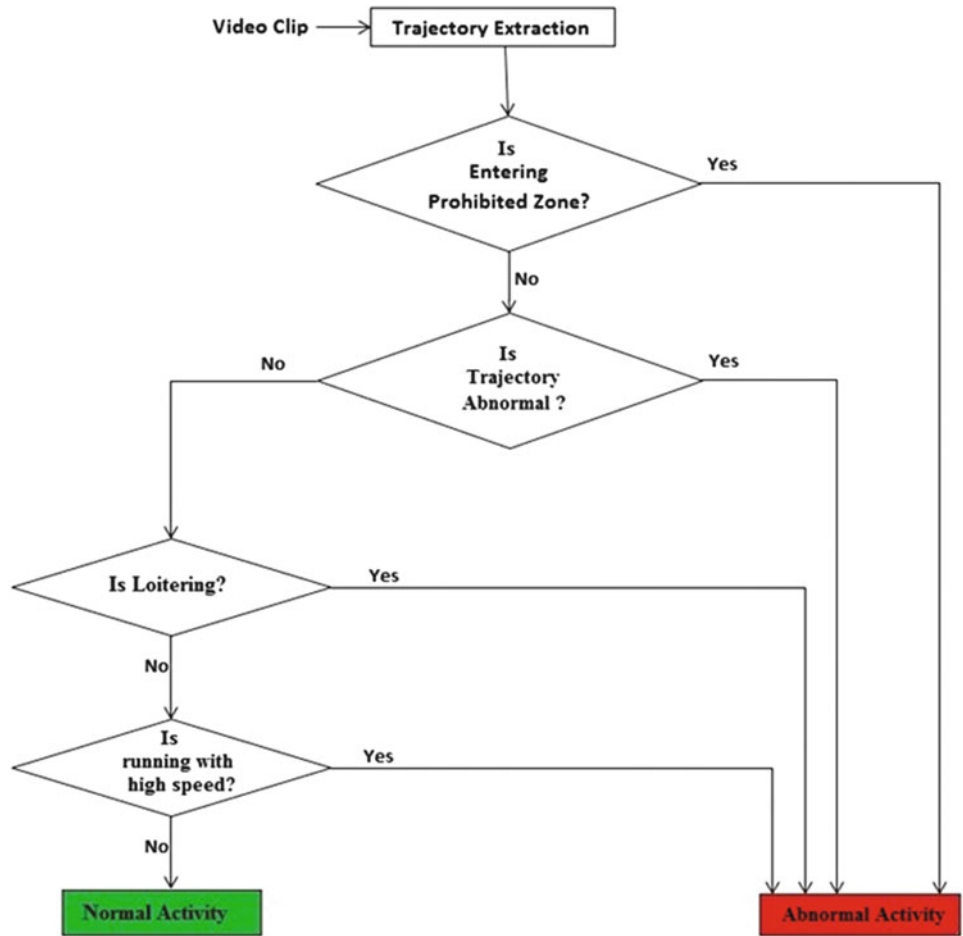 Video Clip
Trajectory Extraction
Is
Entering
Prohibited Zone?
Yes
No
Is
Trajectory
Abnormal ?
No
Yes
Is Loitering?
Yes
No
Is
running with
high speed?
Yes
No
Normal Activity
Abnormal Activity